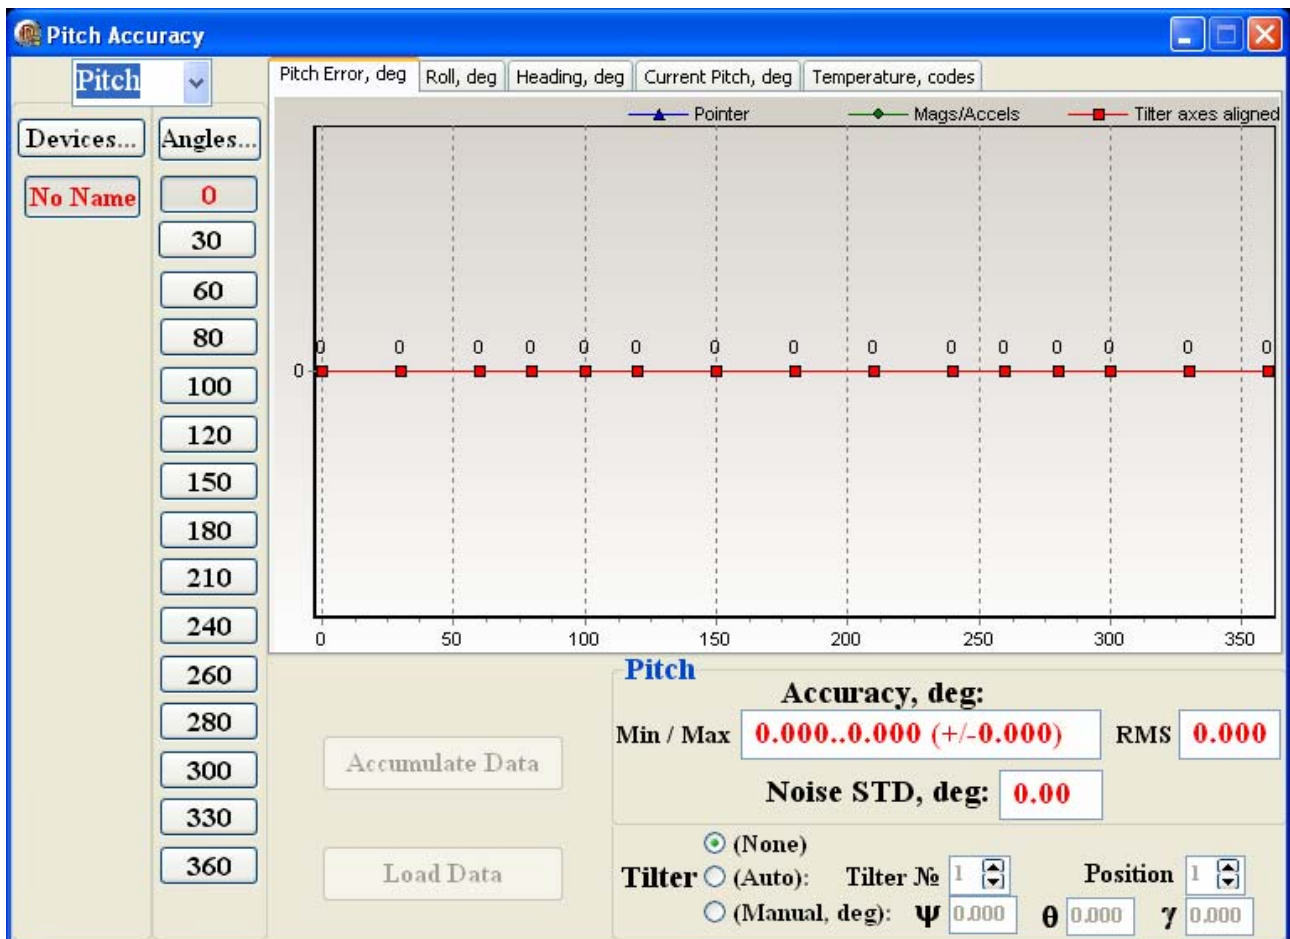 Pitch Accuracy
Pitch
Pitch Error, deg Roll, deg Heading, deg Current Pitch, deg Temperature, codes
Devices... Angles...
No Name
0
30
60
80
100
120
150
180
210
240
260
280
300
330
360
Pointer Mags/Accels Tilter axes aligned
0 0 0 0 0 0 0 0 0 0 0 0 0 0 0
0
0 50 100 150 200 250 300 350
Accumulate Data
Load Data
Pitch
Accuracy, deg:
Min / Max 0.000..0.000 (+/-0.000) RMS 0.000
Noise STD, deg: 0.00
(None)
Tilter (Auto): Tilter № 1 Position 1
(Manual, deg): Ψ 0.000 θ 0.000 γ 0.000